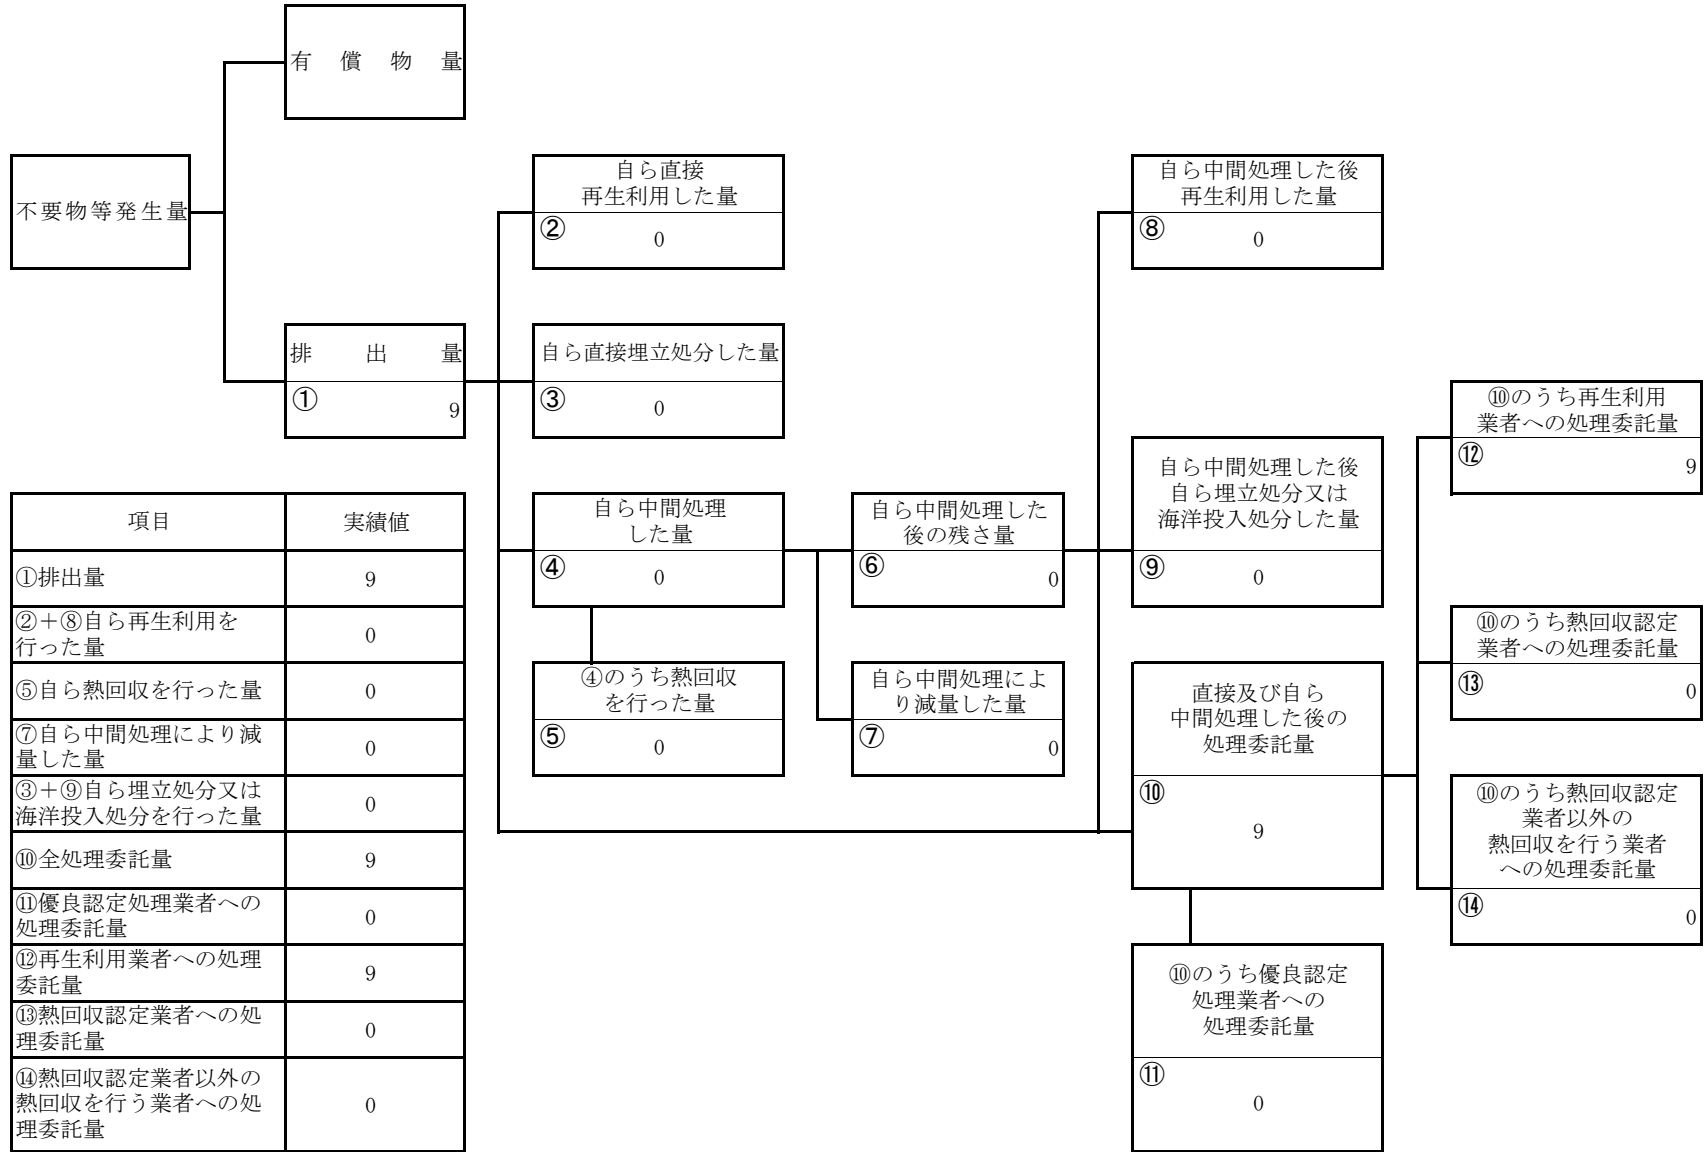 有償物量
不要物等発生量
排出量
①
9
自ら直接
再生利用した量
②
0
自ら直接埋立処分した量
③
0
自ら中間処理
した量
④
0
④のうち熱回収
を行った量
⑤
0
自ら中間処理した
後の残さ量
⑥
0
自ら中間処理によ
り減量した量
⑦
0
自ら中間処理した後
再生利用した量
⑧
0
自ら中間処理した後
自ら埋立処分又は
海洋投入処分した量
⑨
0
直接及び自ら
中間処理した後の
処理委託量
⑩
9
⑩のうち優良認定
処理業者への
処理委託量
⑪
0
⑩のうち再生利用
業者への処理委託量
⑫
9
⑩のうち熱回収認定
業者への処理委託量
⑬
0
⑩のうち熱回収認定
業者以外の
熱回収を行う業者
への処理委託量
⑭
0
項目 実績値
①排出量 9
②＋⑧自ら再生利用を
行った量 0
⑤自ら熱回収を行った量 0
⑦自ら中間処理により減
量した量 0
③＋⑨自ら埋立処分又は
海洋投入処分を行った量 0
⑩全処理委託量 9
⑪優良認定処理業者への
処理委託量 0
⑫再生利用業者への処理
委託量 9
⑬熱回収認定業者への処
理委託量 0
⑭熱回収認定業者以外の
熱回収を行う業者への処
理委託量 0